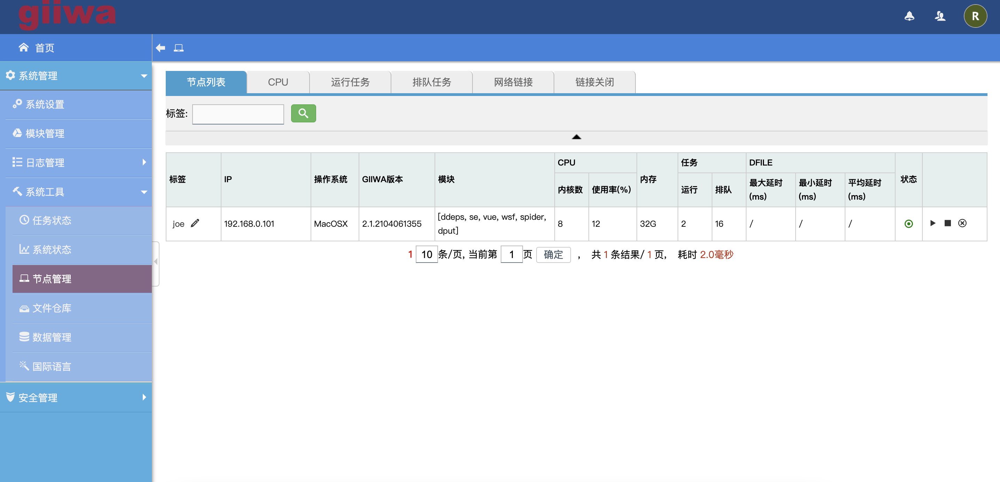 giiwa
R
首页
系统管理
系统设置
模块管理
日志管理
系统工具
任务状态
系统状态
节点管理
文件仓库
数据管理
国际语言
安全管理
节点列表 CPU 运行任务 排队任务 网络链接 链接关闭
标签:
标签 IP 操作系统 GIIWA版本 模块 CPU 内存 任务 DFILE 状态
内核数 使用率(%) 运行 排队 最大延时(ms) 最小延时(ms) 平均延时(ms)
joe 192.168.0.101 MacOSX 2.1.2104061355 [ddeps, se, vue, wsf, spider, dput] 8 12 32G 2 16 / / /
1 10 条/页, 当前第 1 页 确定 , 共 1 条结果/ 1 页, 耗时 2.0毫秒